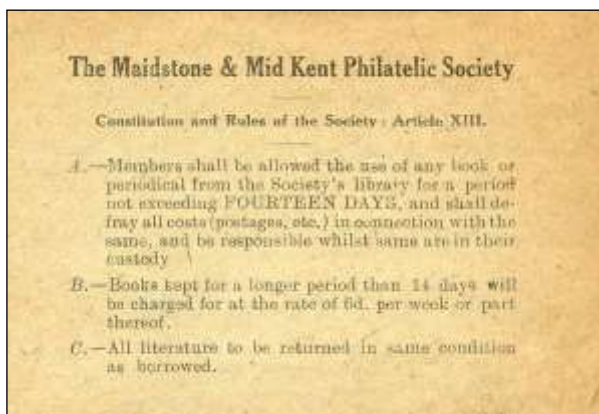 The Maidstone & Mid Kent Philatelic Society
Constitution and Rules of the Society : Article XIII.
A.—Members shall be allowed the use of any book or
periodical from the Society's library for a period
not exceeding FOURTEEN DAYS, and shall de-
fray all costs (postages, etc.) in connection with the
same, and be responsible whilst same are in their
custody
B.—Books kept for a longer period than 14 days will
be charged for at the rate of 6d. per week or part
thereof.
C.—All literature to be returned in same condition
as borrowed.